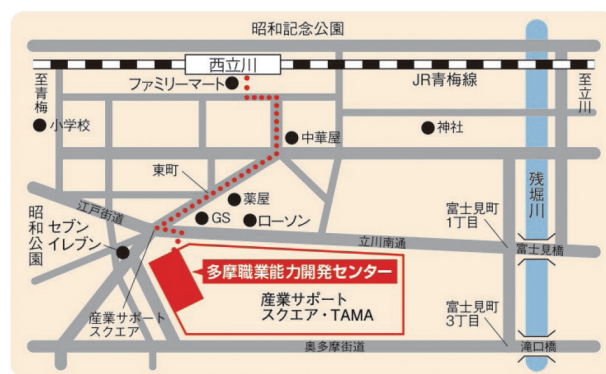 昭和記念公園
西立川
JR青梅線
至青梅
至立川
ファミリーマート
小学校
中華屋
神社
東町
薬屋
残堀川
江戸街道
GS
ローソン
富士見町
1丁目
昭和公園
セブン
イレブン
立川南通
富士見橋
多摩職業能力開発センター
産業サポート
スクエア・TAMA
産業サポート
スクエア
富士見町
3丁目
奥多摩街道
滝口橋